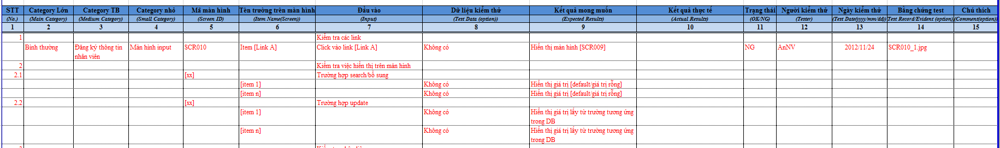 STT Category Lớn Category TB Category nhỏ Mã màn hình Tên trường trên màn hình Đầu vào Dữ liệu kiểm thử Kết quả mong muốn Kết quả thực tế Trạng thái Người kiểm thử Ngày kiểm thử Bằng chứng test Chú thích
(No.) (Main Category) (Medium Category) (Small Category) (Screen ID) (Item Name(Screen)) (Input) (Test Data (option)) (Expected Results) (Actual Results) (OK/NG) (Tester) (Test Date(yyyy/mm/dd)) Test Record/Evident (option) (Comment(option))
1 2 3 4 5 6 7 8 9 10 11 12 13 14 15
1 Kiểm tra các link
Bình thường Đăng ký thông tin Màn hình input SCR010 Item [Link A] Click vào link [Link A] Không có Hiển thị màn hình [SCR009] NG AnNV 2012/11/24 SCR010_1.jpg
nhân viên
2 Kiểm tra việc hiển thị trên màn hình
2.1 [xx] Trường hợp search/bổ sung
[item 1] Không có Hiển thị giá trị [default/giá trị rỗng]
[item n] Không có Hiển thị giá trị [default/giá trị rỗng]
2.2 [xx] Trường hợp update
[item 1] Không có Hiển thị giá trị lấy từ trường tương ứng
trong DB
[item n] Không có Hiển thị giá trị lấy từ trường tương ứng
trong DB